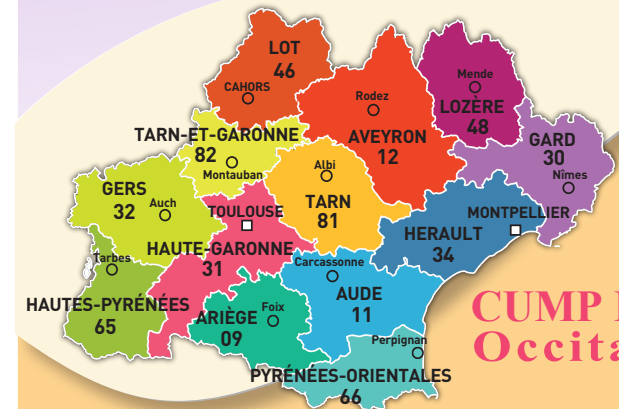 LOT
46
CAHORS
Mende
LOZÈRE
48
Rodez
AVEYRON
12
TARN-ET-GARONNE
82
Montauban
GARD
30
Nîmes
Albi
TARN
81
GERS
32
Auch
TOULOUSE
HAUTE-GARONNE
31
MONTPELLIER
HERAULT
34
Tarbes
HAUTES-PYRÉNÉES
65
Carcassonne
AUDE
11
ARIÈGE
09
Foix
Perpignan
PYRÉNÉES-ORIENTALES
66
CUMP